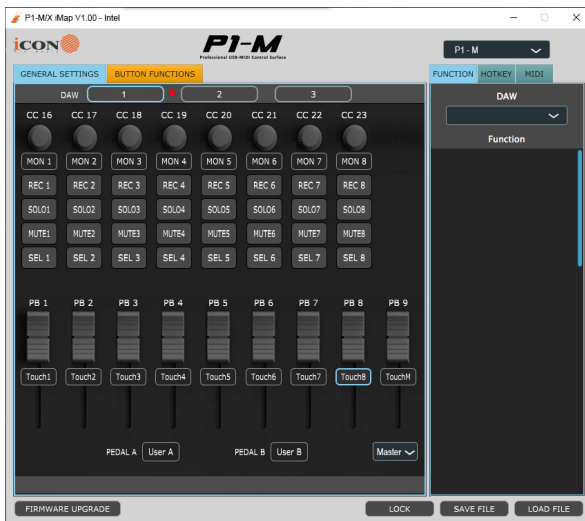 P1-M/X iMap V1.00 - Intel
icon
P1-M
Professional USB-MIDI Control Surface
P1-M
GENERAL SETTINGS BUTTON FUNCTIONS
FUNCTION HOTKEY MIDI
DAW 1 2 3
DAW
CC 16 CC 17 CC 18 CC 19 CC 20 CC 21 CC 22 CC 23
Function
MON 1 MON 2 MON 3 MON 4 MON 5 MON 6 MON 7 MON 8
REC 1 REC 2 REC 3 REC 4 REC 5 REC 6 REC 7 REC 8
SOLO1 SOLO2 SOLO3 SOLO4 SOLO5 SOLO6 SOLO7 SOLO8
MUTE1 MUTE2 MUTE3 MUTE4 MUTE5 MUTE6 MUTE7 MUTE8
SEL 1 SEL 2 SEL 3 SEL 4 SEL 5 SEL 6 SEL 7 SEL 8
PB 1 PB 2 PB 3 PB 4 PB 5 PB 6 PB 7 PB 8 PB 9
Touch1 Touch2 Touch3 Touch4 Touch5 Touch6 Touch7 Touch8 TouchM
PEDAL A User A PEDAL B User B Master
FIRMWARE UPGRADE LOCK SAVE FILE LOAD FILE